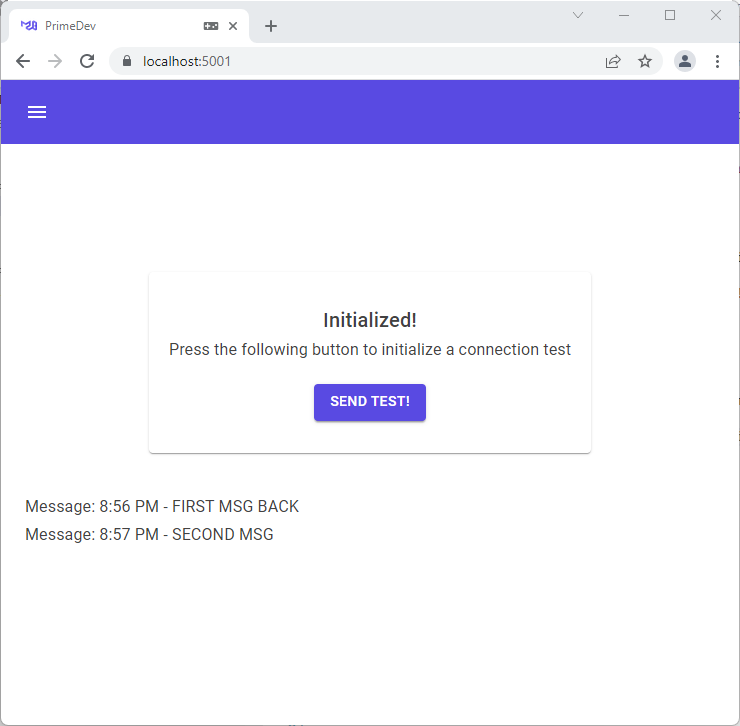 PrimeDev
localhost:5001
Initialized!
Press the following button to initialize a connection test
SEND TEST!
Message: 8:56 PM - FIRST MSG BACK
Message: 8:57 PM - SECOND MSG